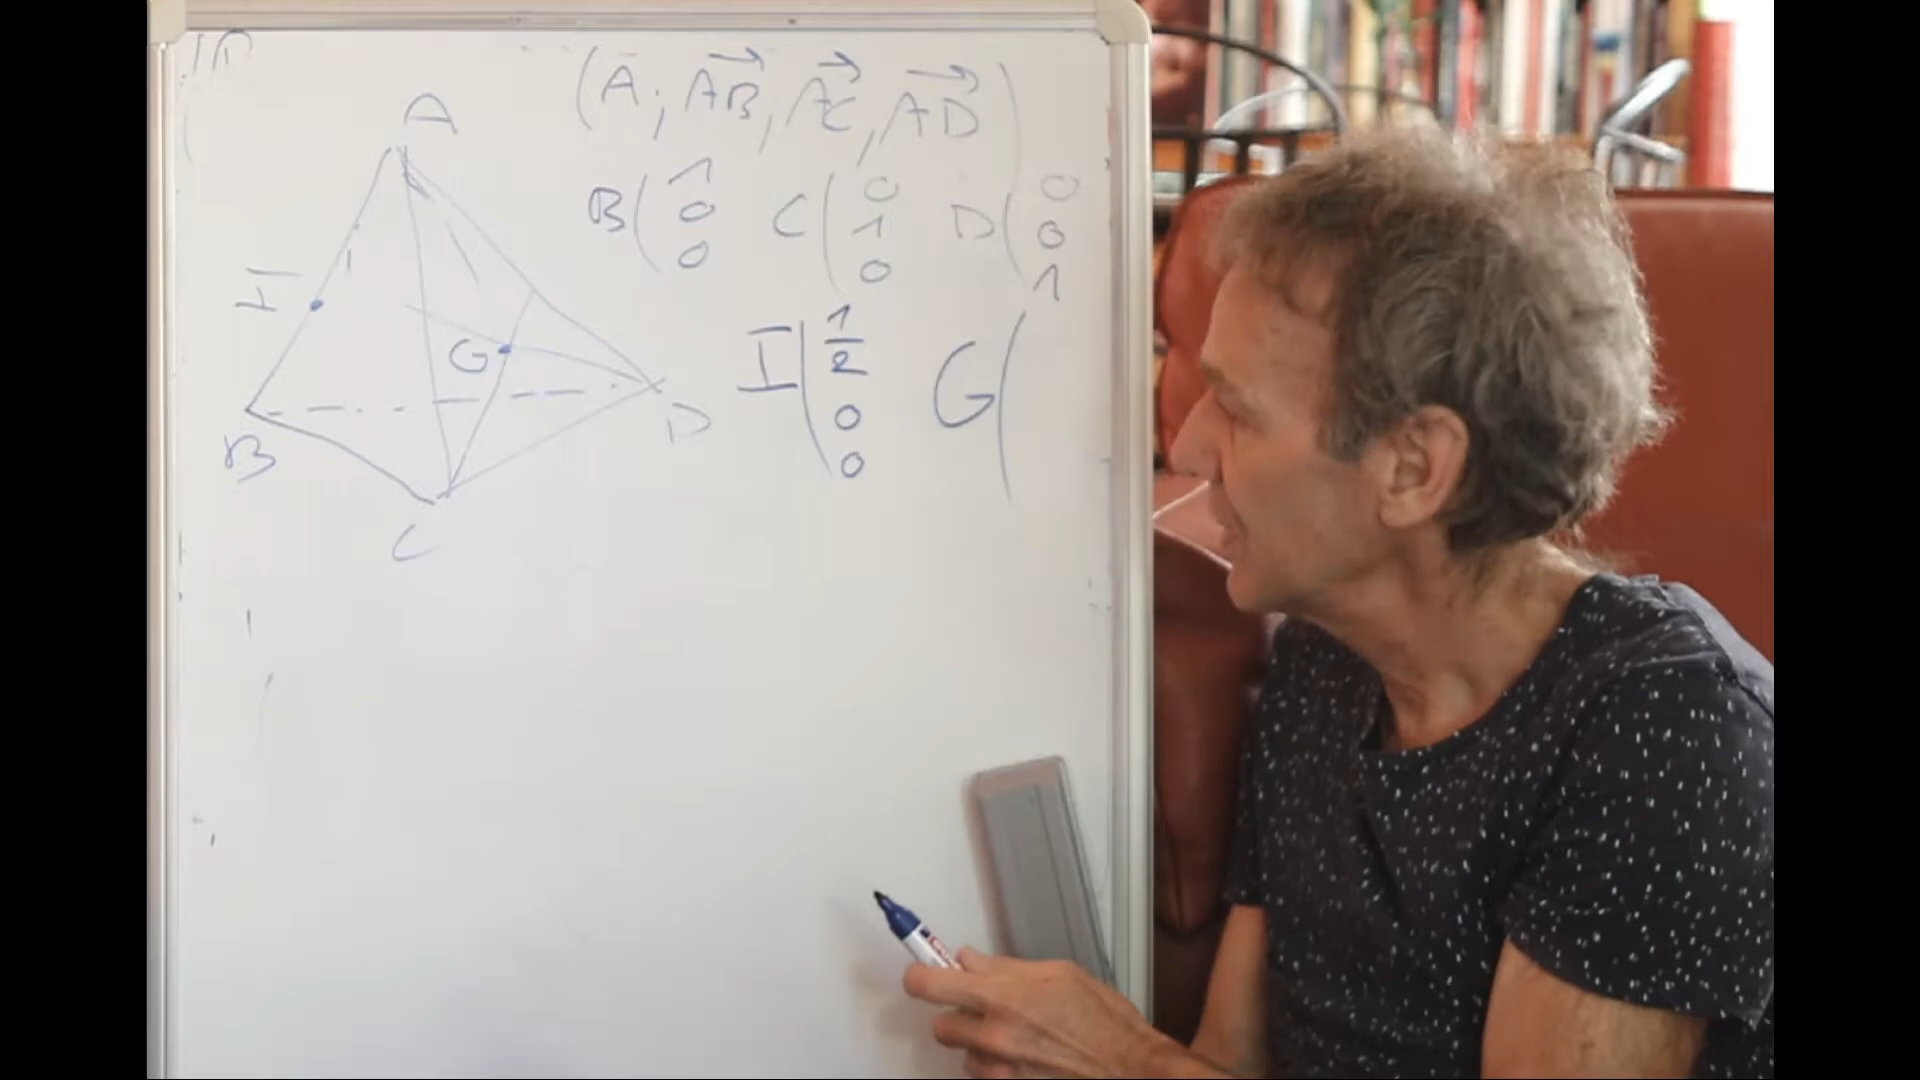 (A; AB, AC, AD)
A
B(1 0 0) C(0 1 0) D(0 0 1)
I
I(1/2 0 0) G(
G
D
B
C